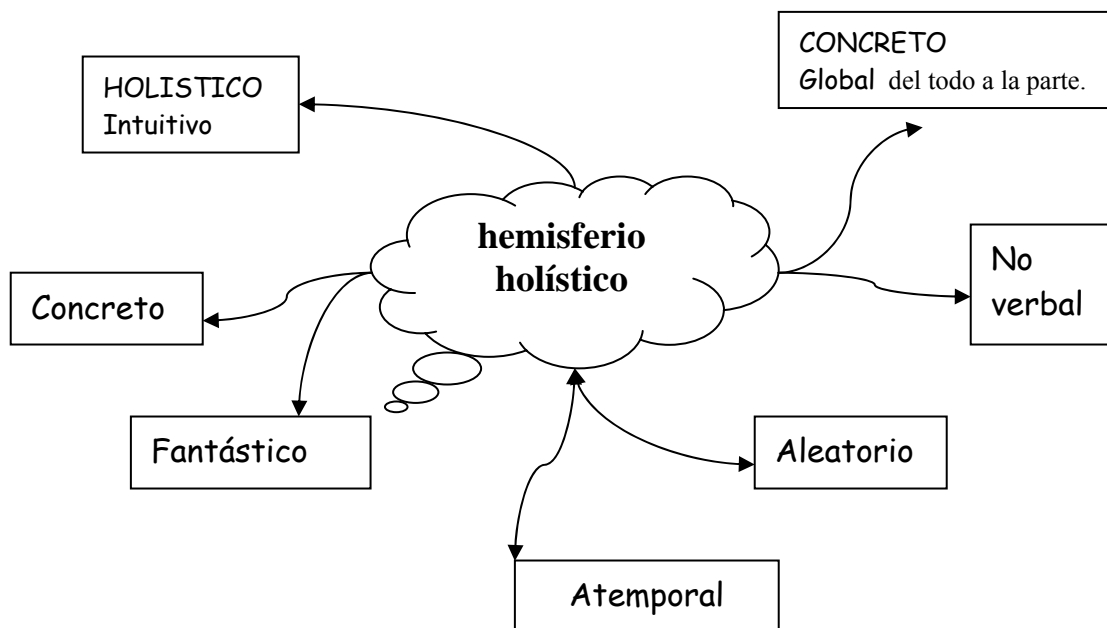 CONCRETO
Global del todo a la parte.
HOLISTICO
Intuitivo
hemisferio
holístico
No
verbal
Concreto
Fantástico
Aleatorio
Atemporal